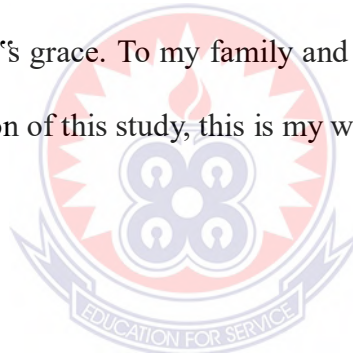 “s grace. To my family and
on of this study, this is my w
EDUCATION FOR SERVICE